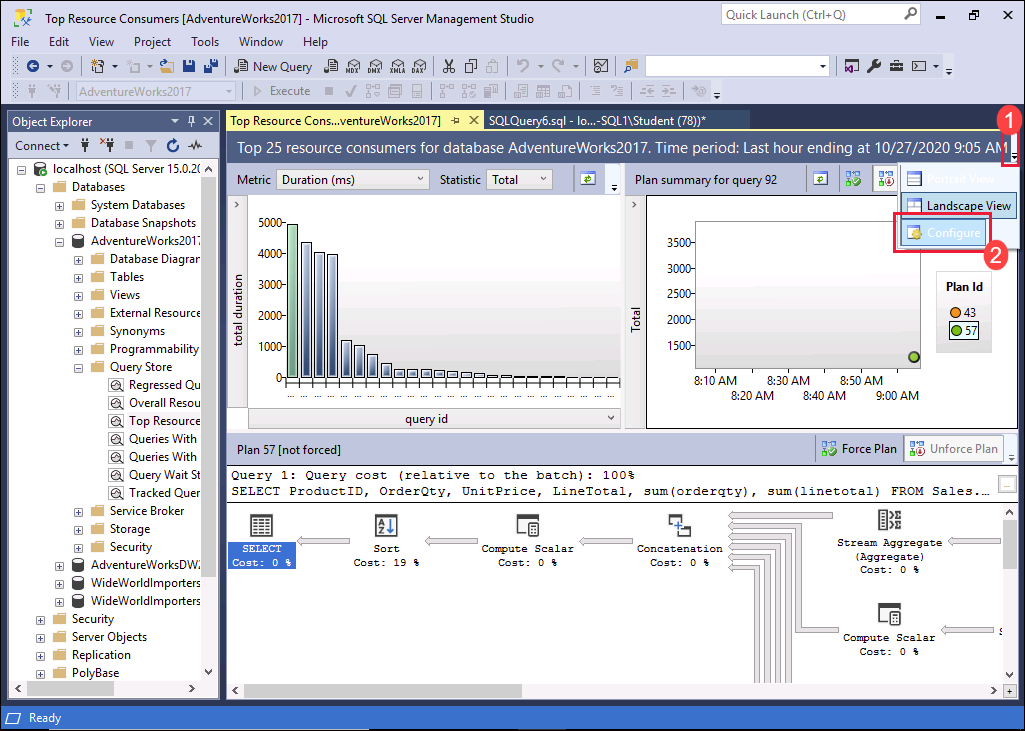 Top Resource Consumers [AdventureWorks2017] - Microsoft SQL Server Management Studio
Quick Launch (Ctrl+Q)
File Edit View Project Tools Window Help
New Query
MDX DMX XMLA DAX
AdventureWorks2017
Execute
Object Explorer
Connect
localhost (SQL Server 15.0.20
Databases
System Databases
Database Snapshots
AdventureWorks2017
Database Diagran
Tables
Views
External Resource
Synonyms
Programmability
Query Store
Regressed Qu
Overall Resou
Top Resource
Queries With
Queries With
Query Wait St
Tracked Quer
Service Broker
Storage
Security
AdventureWorksDW
WideWorldImporters
WideWorldImporters
Security
Server Objects
Replication
PolyBase
Top Resource Cons...ventureWorks2017]
SQLQuery6.sql - lo...-SQL1\Student (78))*
1
Top 25 resource consumers for database AdventureWorks2017. Time period: Last hour ending at 10/27/2020 9:05 AM
Metric Duration (ms) Statistic Total
5000
4000
3000
2000
1000
0
total duration
... ... ... ... ... ... ... ... ... ... ... ... ... ... ... ... ... ... ... ... ... ... ... ... ...
query id
Plan summary for query 92
Portrait View
Landscape View
Configure
2
3500
3000
2500
2000
1500
Total
8:10 AM 8:30 AM 8:50 AM
8:20 AM 8:40 AM 9:00 AM
Plan Id
43
57
Plan 57 [not forced]
Force Plan
Unforce Plan
Query 1: Query cost (relative to the batch): 100%
SELECT ProductID, OrderQty, UnitPrice, LineTotal, sum(orderqty), sum(linetotal) FROM Sales....
...
SELECT
Cost: 0 %
Sort
Cost: 19 %
Compute Scalar
Cost: 0 %
Concatenation
Cost: 0 %
Stream Aggregate
(Aggregate)
Cost: 0 %
Compute Scalar
Cost: 0 %
Ready